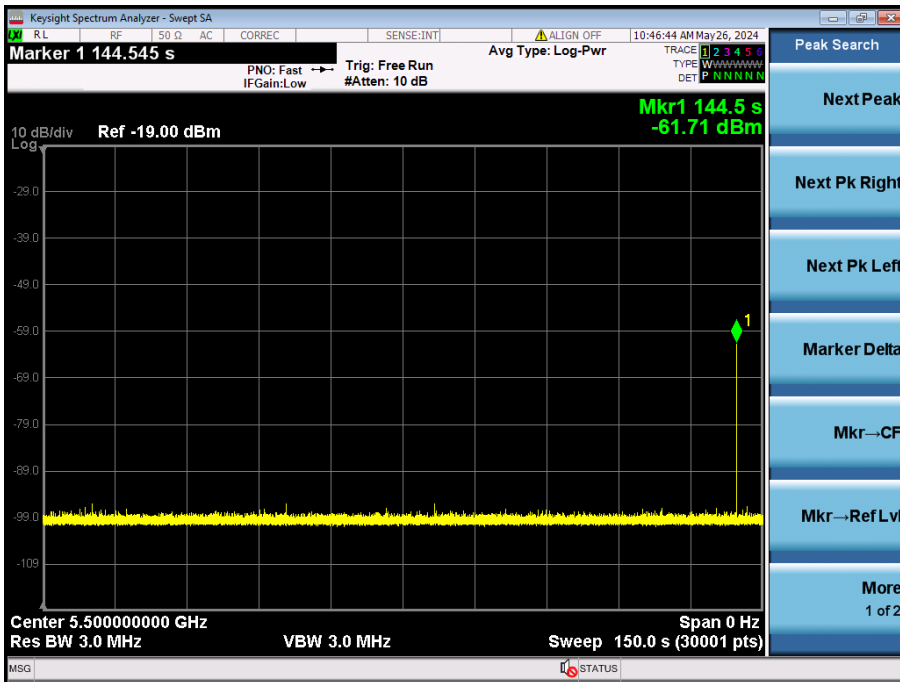 Keysight Spectrum Analyzer - Swept SA
LXI RL RF 50 Ω AC CORREC SENSE:INT ALIGN OFF 10:46:44 AM May 26, 2024
Marker 1 144.545 s
PNO: Fast
IFGain:Low
Trig: Free Run
#Atten: 10 dB
Avg Type: Log-Pwr
TRACE 1 2 3 4 5 6
TYPE WWWWWWW
DET P N N N N N
Mkr1 144.5 s
-61.71 dBm
10 dB/div Ref -19.00 dBm
Log
-29.0
-39.0
-49.0
-59.0
-69.0
-79.0
-89.0
-99.0
-109
1
Center 5.500000000 GHz
Span 0 Hz
Res BW 3.0 MHz
VBW 3.0 MHz
Sweep 150.0 s (30001 pts)
MSG
STATUS
Peak Search
Next Peak
Next Pk Right
Next Pk Left
Marker Delta
Mkr→CF
Mkr→Ref Lvl
More
1 of 2